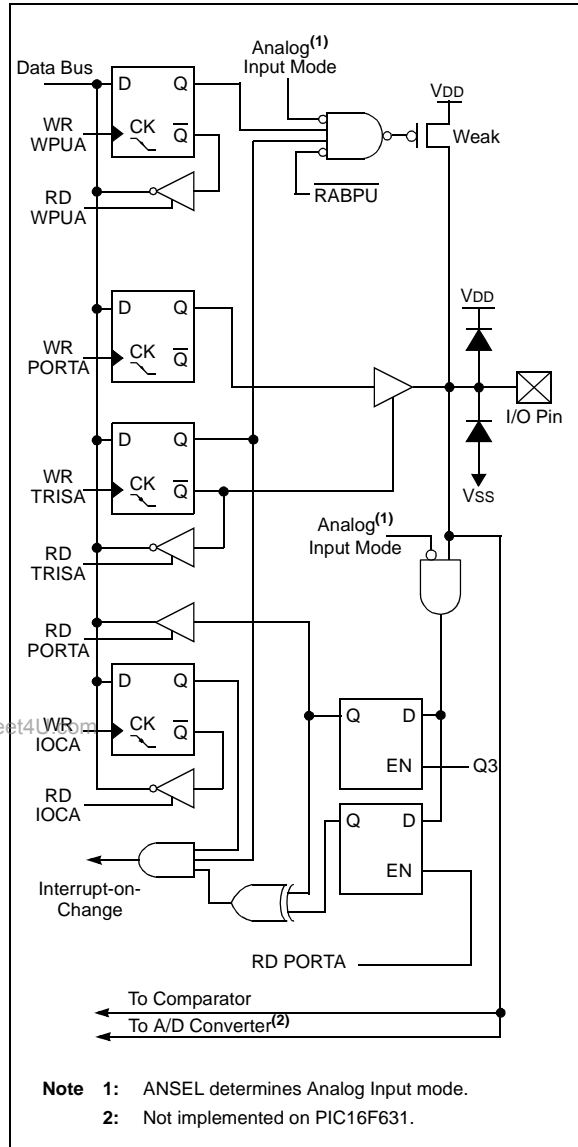 Analog(1)
Input Mode
Data Bus
D Q
VDD
WR
WPUA
CK Q
Weak
RD
WPUA
RABPU
D Q
VDD
WR
PORTA
CK Q
I/O Pin
D Q
WR
TRISA
CK Q
VSS
Analog(1)
Input Mode
RD
TRISA
RD
PORTA
D Q
Q D
WR
IOCA
CK Q
eet4U.com
EN
Q3
RD
IOCA
Q D
EN
Interrupt-on-
Change
RD PORTA
To Comparator
To A/D Converter(2)
Note 1: ANSEL determines Analog Input mode.
2: Not implemented on PIC16F631.